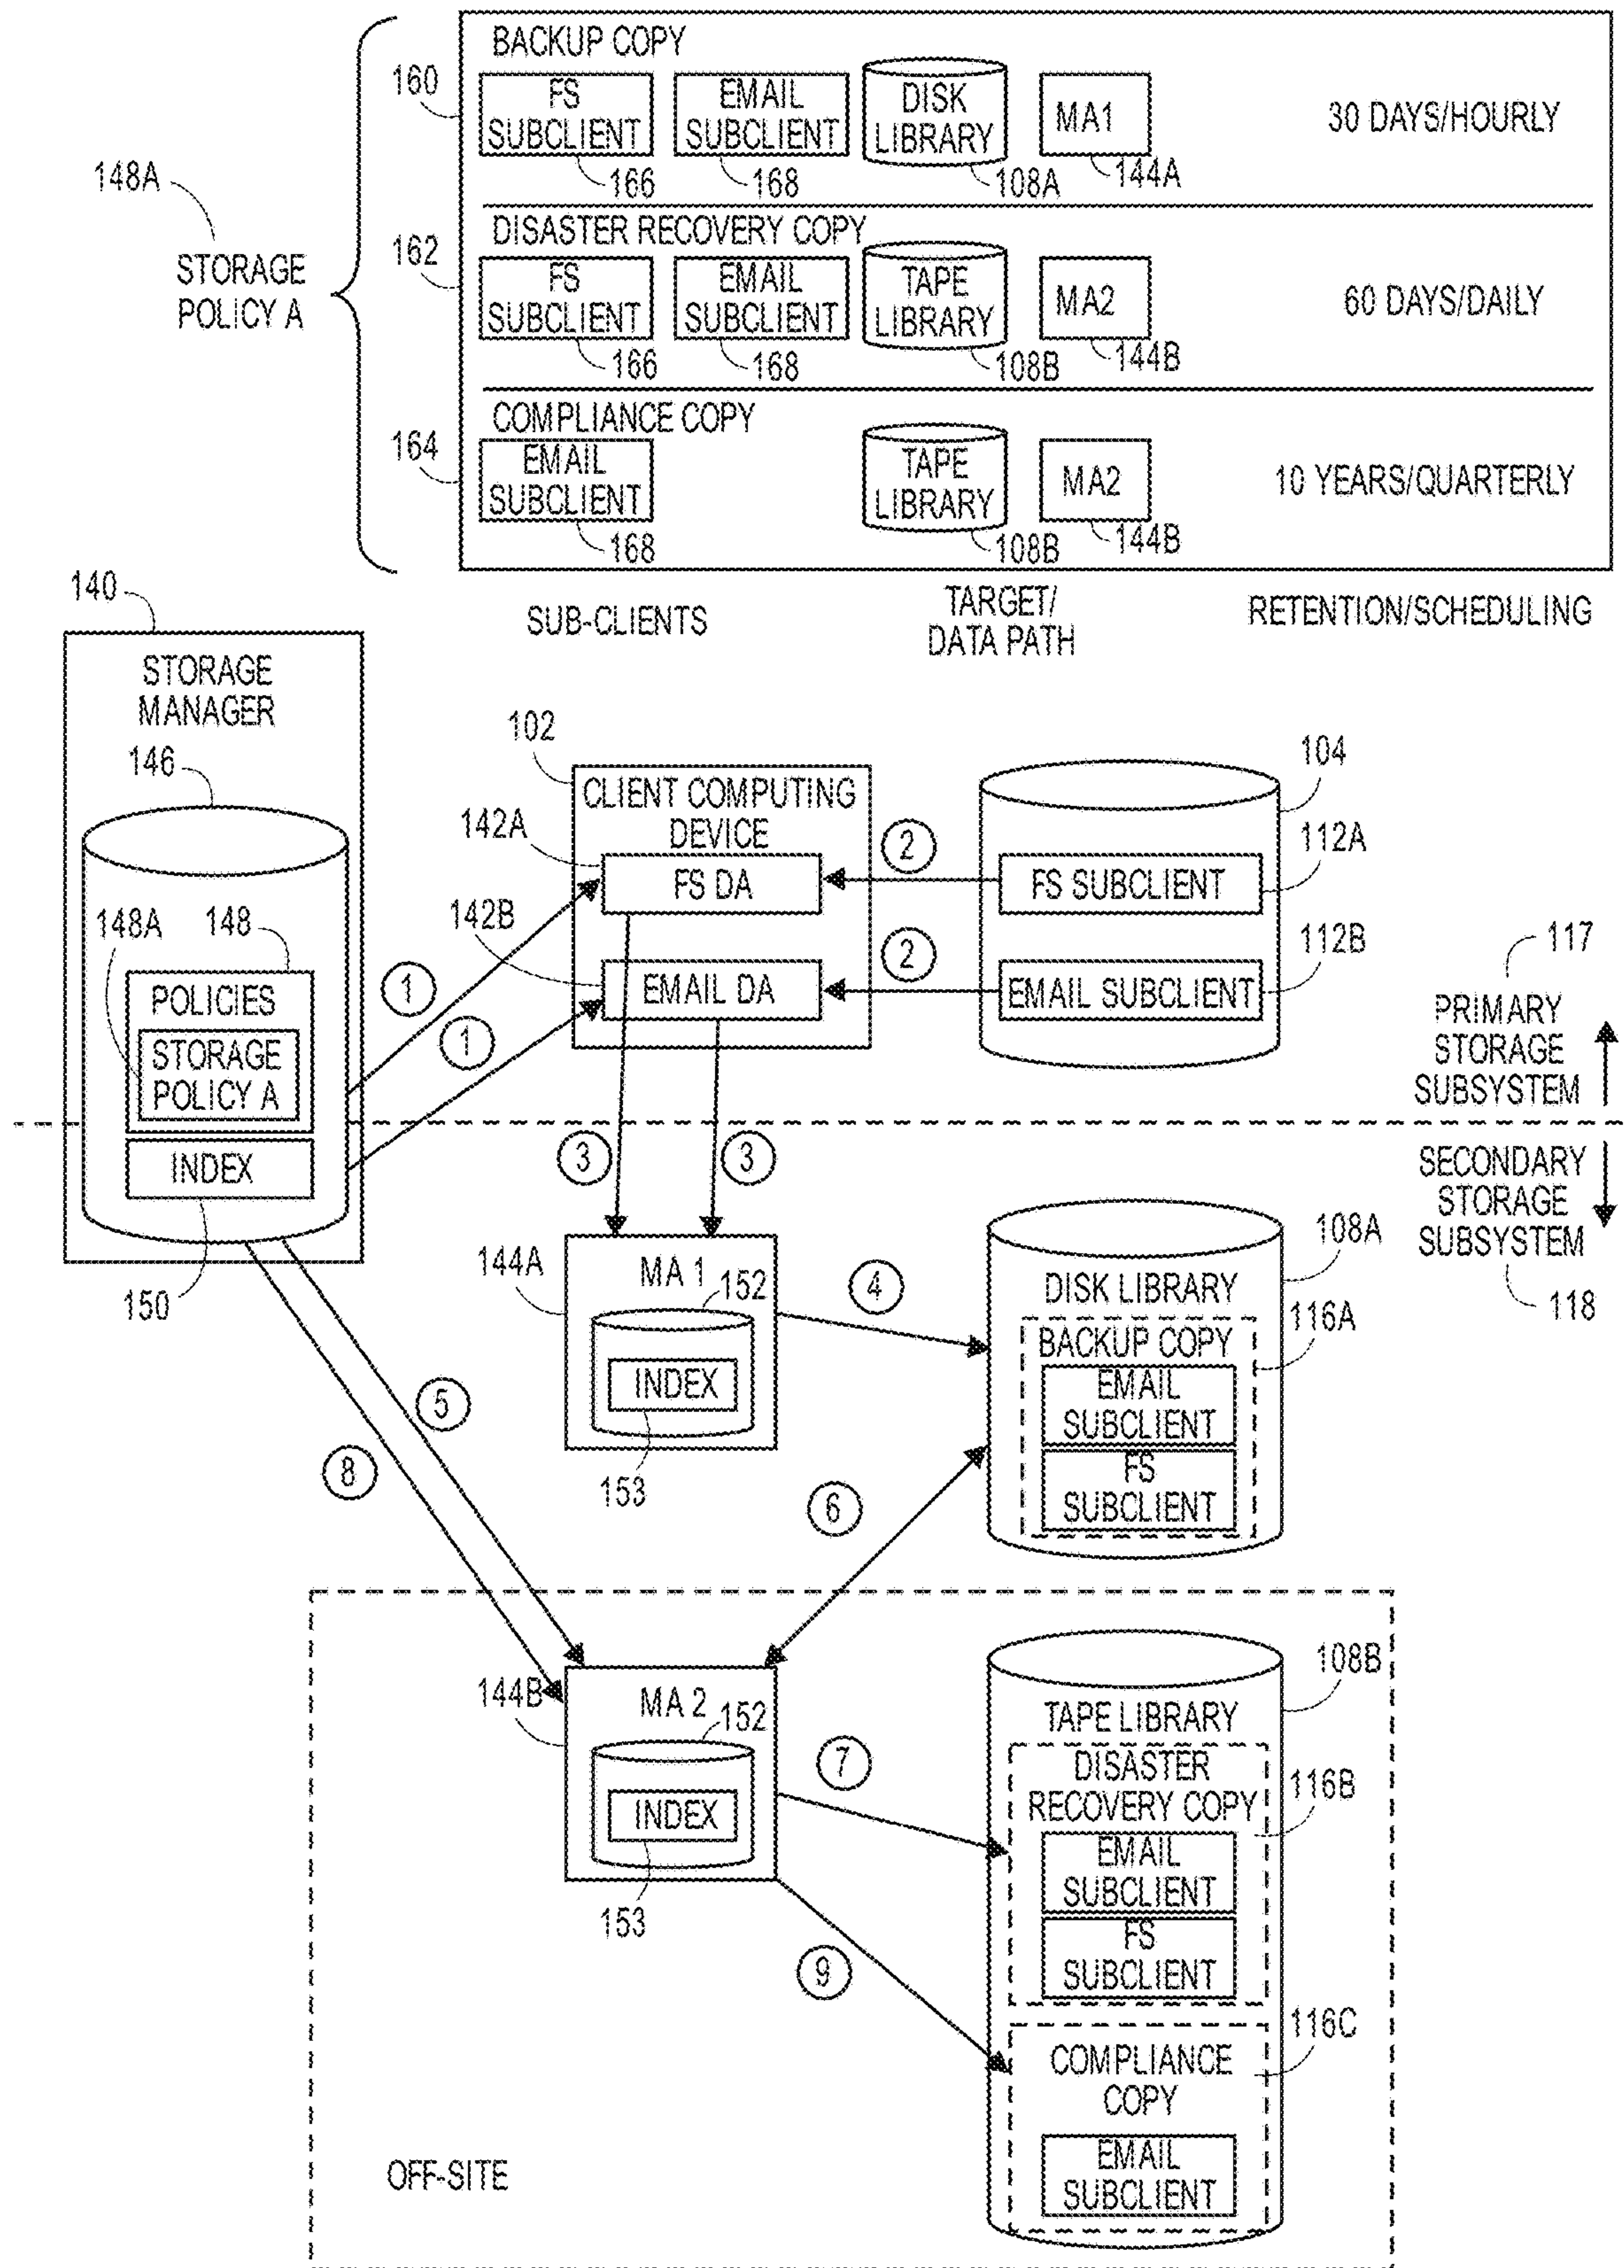 BACKUP COPY
160
FS
SUBCLIENT
166
EMAIL
SUBCLIENT
168
DISK
LIBRARY
108A
MA1
144A
30 DAYS/HOURLY
148A
STORAGE
POLICY A
DISASTER RECOVERY COPY
162
FS
SUBCLIENT
166
EMAIL
SUBCLIENT
168
TAPE
LIBRARY
108B
MA2
144B
60 DAYS/DAILY
COMPLIANCE COPY
164
EMAIL
SUBCLIENT
168
TAPE
LIBRARY
108B
MA2
144B
10 YEARS/QUARTERLY
SUB-CLIENTS
TARGET/
DATA PATH
RETENTION/SCHEDULING
140
STORAGE
MANAGER
146
148A
148
POLICIES
STORAGE
POLICY A
INDEX
150
102
CLIENT COMPUTING
DEVICE
142A
FS DA
142B
EMAIL DA
104
112A
FS SUBCLIENT
112B
EMAIL SUBCLIENT
1
1
2
2
117
PRIMARY
STORAGE
SUBSYSTEM
3
3
SECONDARY
STORAGE
SUBSYSTEM
118
144A
MA 1
152
INDEX
153
4
108A
DISK LIBRARY
116A
BACKUP COPY
EMAIL
SUBCLIENT
FS
SUBCLIENT
5
8
6
144B
MA 2
152
INDEX
153
7
9
108B
TAPE LIBRARY
DISASTER
RECOVERY COPY
116B
EMAIL
SUBCLIENT
FS
SUBCLIENT
116C
COMPLIANCE
COPY
EMAIL
SUBCLIENT
OFF-SITE